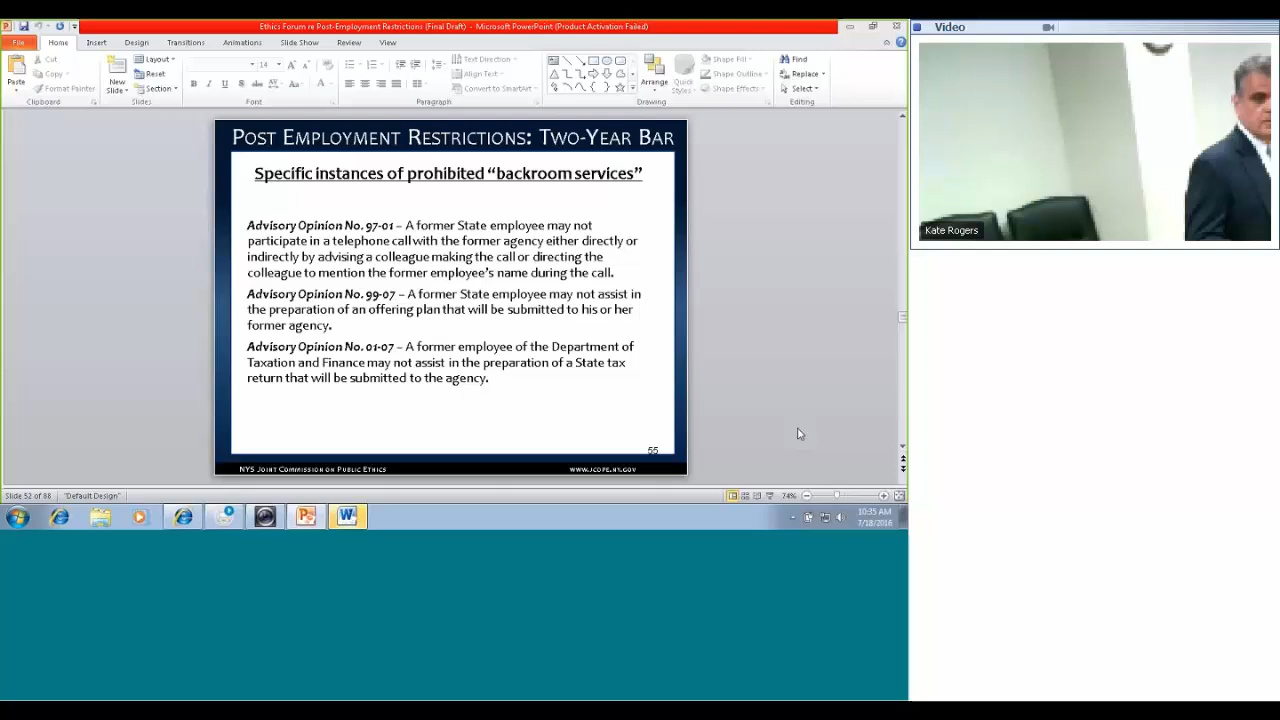 Ethics Forum re Post-Employment Restrictions (Final Draft) - Microsoft PowerPoint (Product Activation Failed)
File Home Insert Design Transitions Animations Slide Show Review View
Paste
Cut
Copy
Format Painter
Clipboard
New
Slide
Layout
Reset
Section
Slides
14
B I U S abc AV Aa A
Font
Text Direction
Align Text
Convert to SmartArt
Paragraph
Arrange
Quick
Styles
Shape Fill
Shape Outline
Shape Effects
Drawing
Find
Replace
Select
Editing
Post Employment Restrictions: Two-Year Bar
Specific instances of prohibited “backroom services”
Advisory Opinion No. 97-01 – A former State employee may not
participate in a telephone call with the former agency either directly or
indirectly by advising a colleague making the call or directing the
colleague to mention the former employee’s name during the call.
Advisory Opinion No. 99-07 – A former State employee may not assist in
the preparation of an offering plan that will be submitted to his or her
former agency.
Advisory Opinion No. 01-07 – A former employee of the Department of
Taxation and Finance may not assist in the preparation of a State tax
return that will be submitted to the agency.
55
NYS Joint Commission on Public Ethics
www.jcope.ny.gov
Slide 52 of 88 "Default Design" 74%
10:35 AM
7/18/2016
Video
Kate Rogers